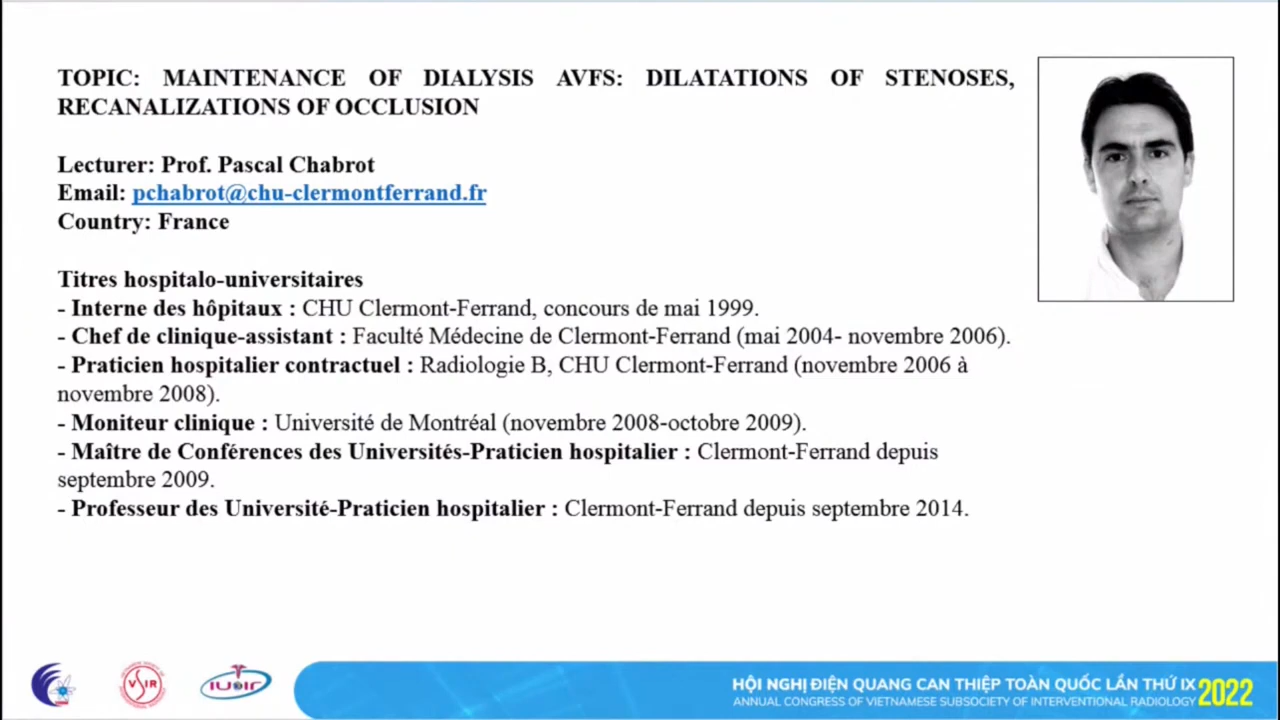 TOPIC: MAINTENANCE OF DIALYSIS AVFS: DILATATIONS OF STENOSES,
RECANALIZATIONS OF OCCLUSION
Lecturer: Prof. Pascal Chabrot
Email: pchabrot@chu-clermontferrand.fr
Country: France
Titres hospitalo-universitaires
- Interne des hôpitaux : CHU Clermont-Ferrand, concours de mai 1999.
- Chef de clinique-assistant : Faculté Médecine de Clermont-Ferrand (mai 2004- novembre 2006).
- Praticien hospitalier contractuel : Radiologie B, CHU Clermont-Ferrand (novembre 2006 à
novembre 2008).
- Moniteur clinique : Université de Montréal (novembre 2008-octobre 2009).
- Maître de Conférences des Universités-Praticien hospitalier : Clermont-Ferrand depuis
septembre 2009.
- Professeur des Université-Praticien hospitalier : Clermont-Ferrand depuis septembre 2014.
VSIR
HỘI NGHỊ ĐIỆN QUANG CAN THIỆP TOÀN QUỐC LẦN THỨ IX 2022
ANNUAL CONGRESS OF VIETNAMESE SUBSOCIETY OF INTERVENTIONAL RADIOLOGY